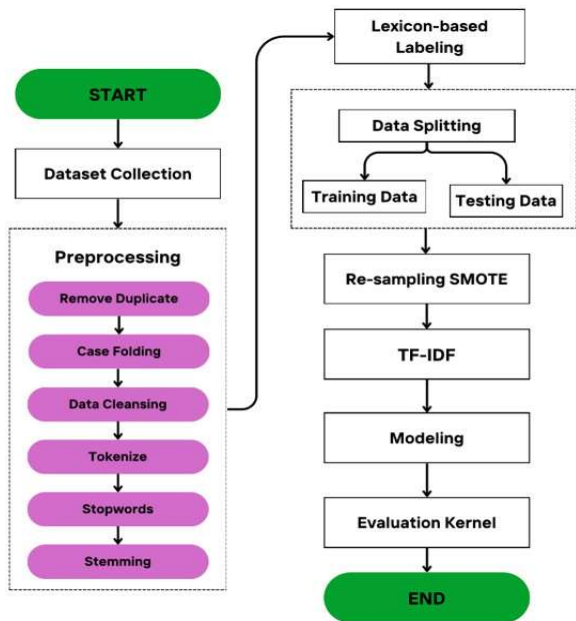 START
Dataset Collection
Preprocessing
Remove Duplicate
Case Folding
Data Cleansing
Tokenize
Stopwords
Stemming
Lexicon-based
Labeling
Data Splitting
Training Data
Testing Data
Re-sampling SMOTE
TF-IDF
Modeling
Evaluation Kernel
END